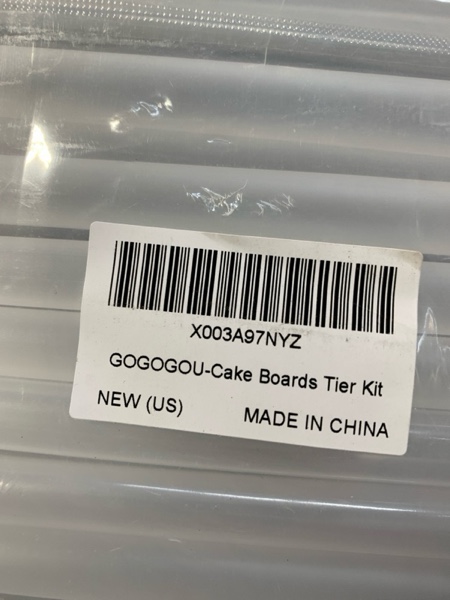 X003A97NYZ
GOGOGOU-Cake Boards Tier Kit
NEW (US)
MADE IN CHINA